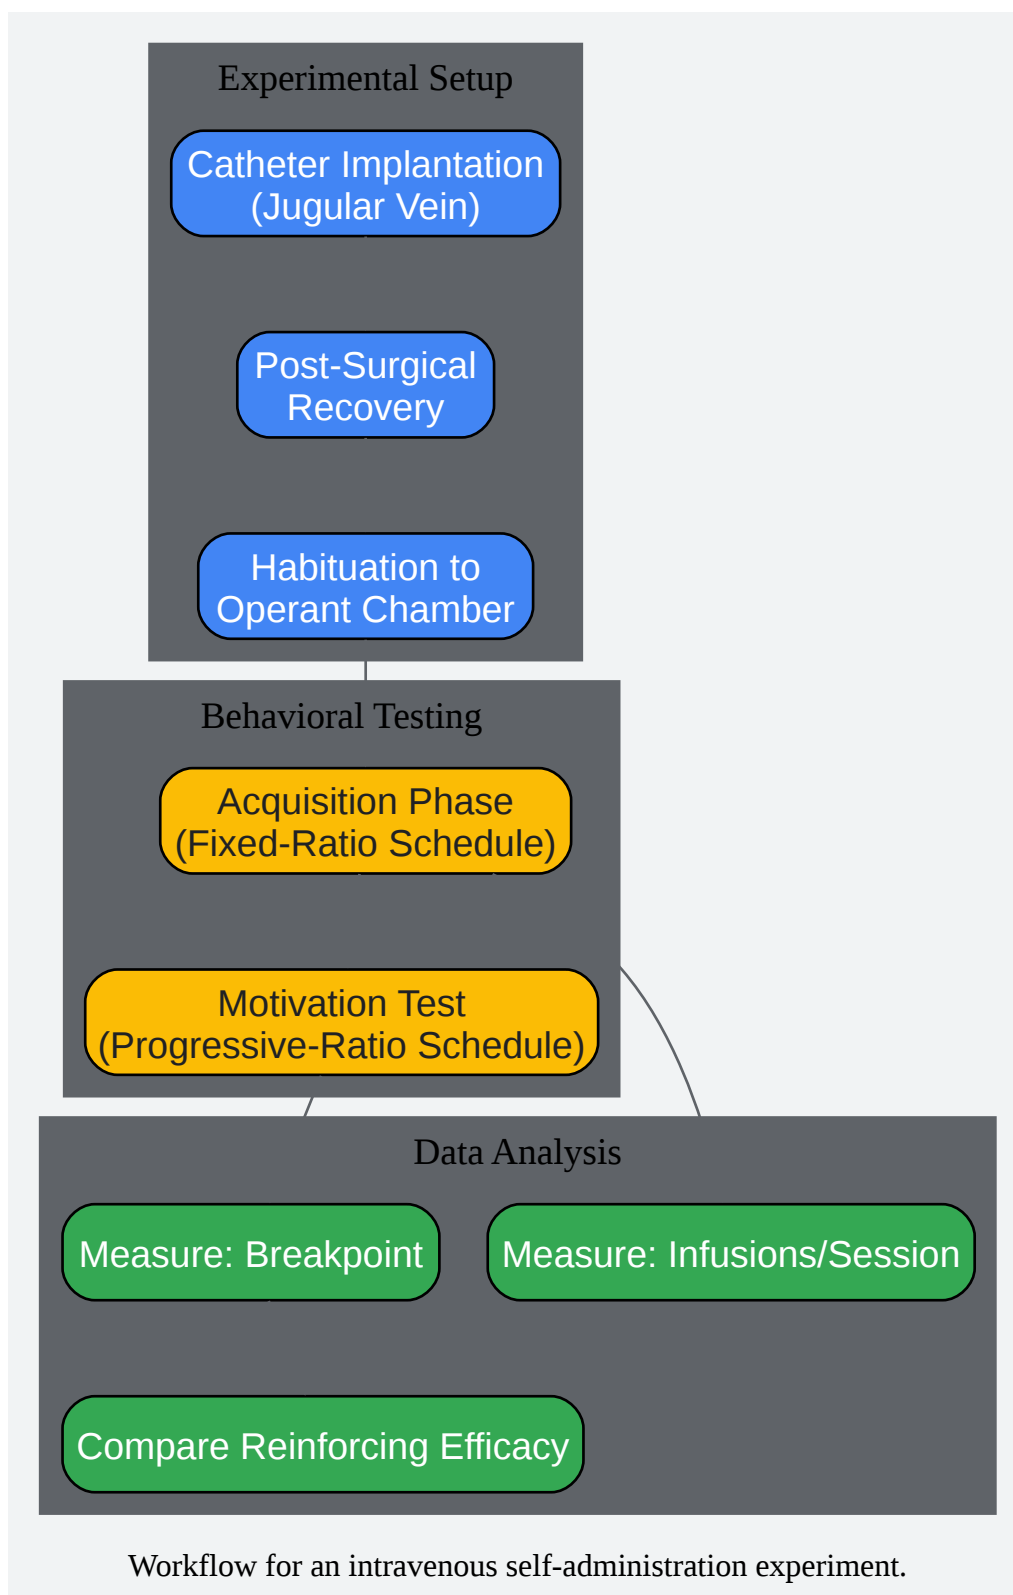 Experimental Setup
Catheter Implantation
(Jugular Vein)
Post-Surgical
Recovery
Habituation to
Operant Chamber
Behavioral Testing
Acquisition Phase
(Fixed-Ratio Schedule)
Motivation Test
(Progressive-Ratio Schedule)
Data Analysis
Measure: Breakpoint
Measure: Infusions/Session
Compare Reinforcing Efficacy
Workflow for an intravenous self-administration experiment.